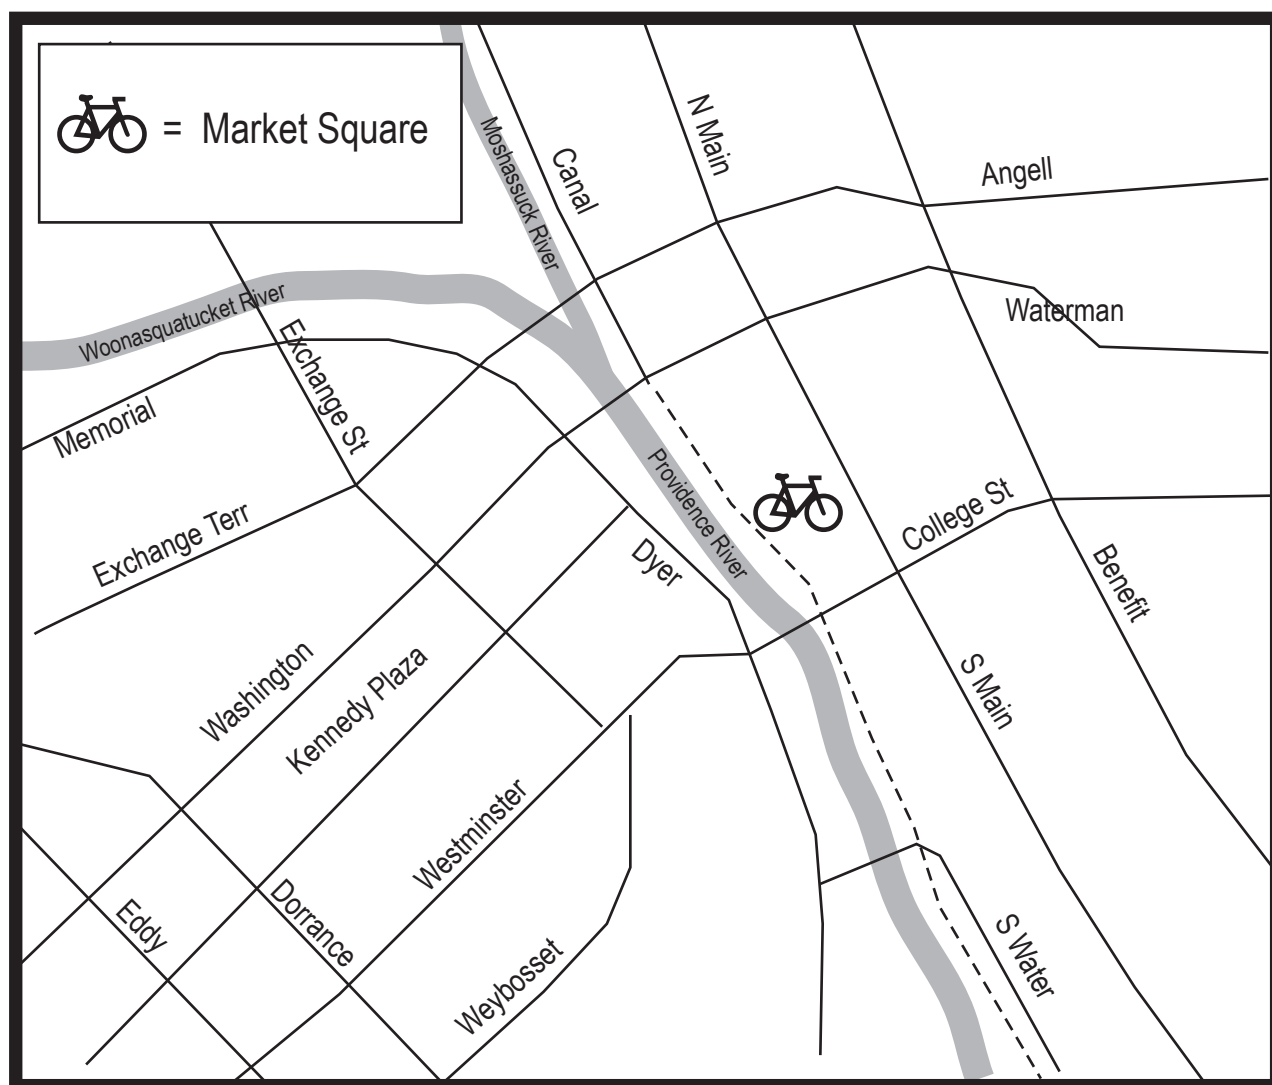 = Market Square
Moshassuck River
Canal
N Main
Angell
Woonasquatucket River
Waterman
Exchange St
Memorial
Exchange Terr
Providence River
College St
Dyer
Benefit
Washington
Kennedy Plaza
S Main
Westminster
Eddy
Dorrance
Weybosset
S Water